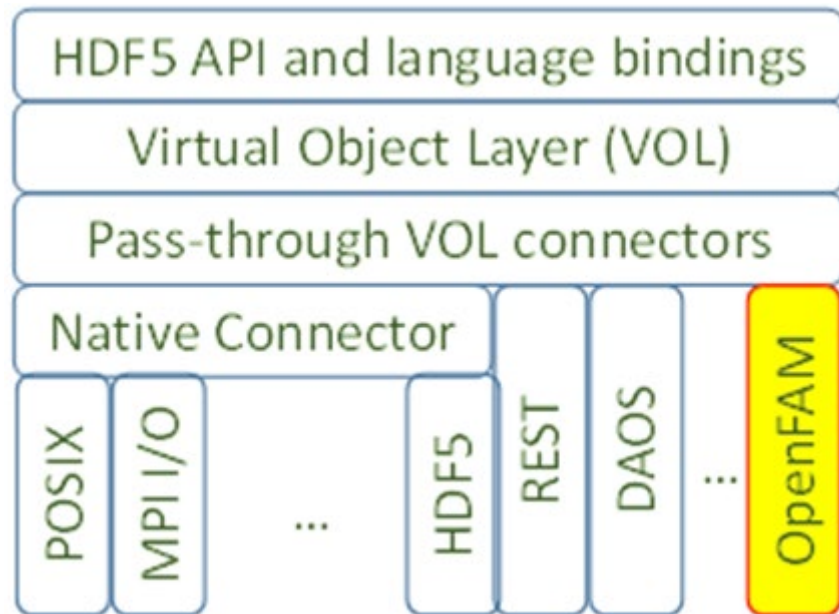 HDF5 API and language bindings
Virtual Object Layer (VOL)
Pass-through VOL connectors
Native Connector
POSIX
MPI I/O
...
HDF5
REST
DAOS
...
OpenFAM